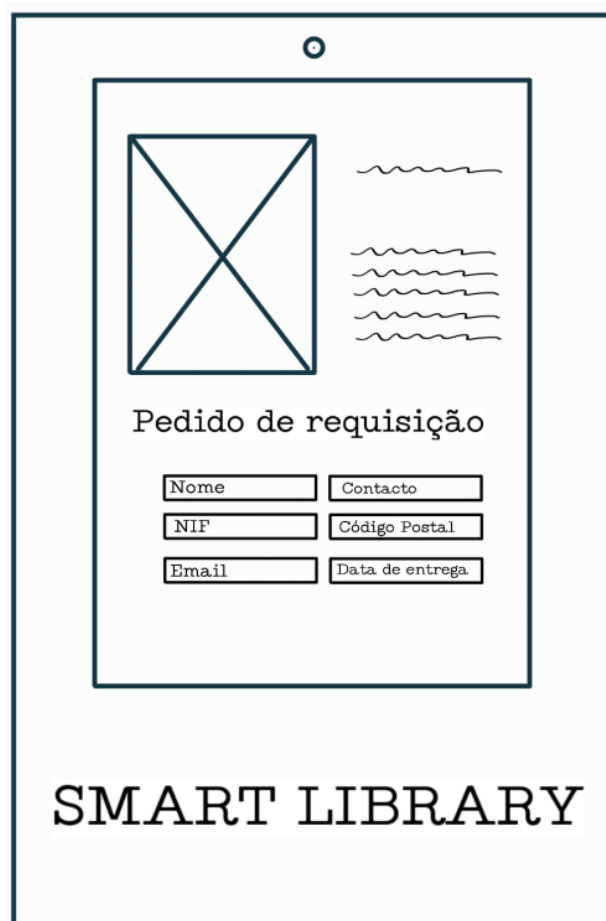 Pedido de requisição
Nome
Contacto
NIF
Código Postal
Email
Data de entrega
SMART LIBRARY